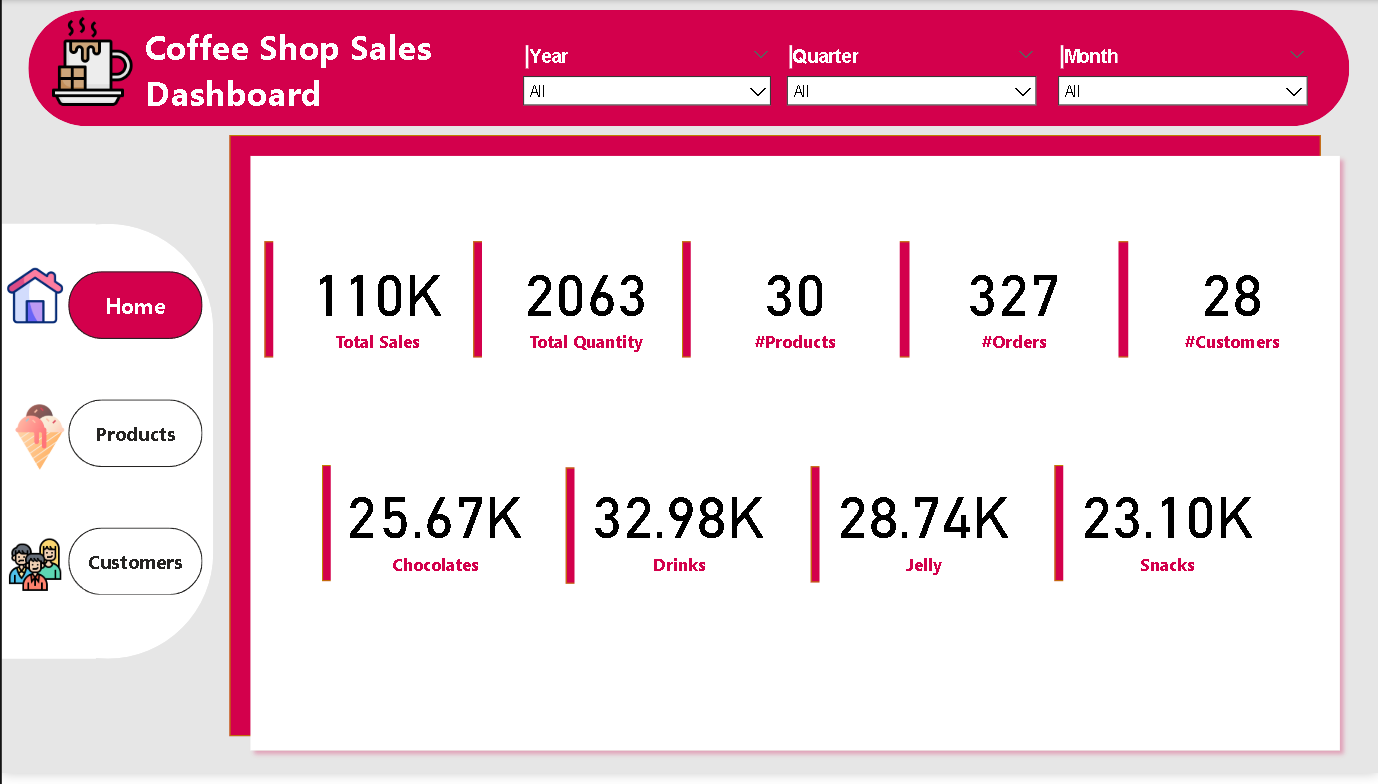 Coffee Shop Sales
Dashboard
Year
Quarter
Month
All
All
All
Home
Products
Customers
110K
2063
30
327
28
Total Sales
Total Quantity
#Products
#Orders
#Customers
25.67K
32.98K
28.74K
23.10K
Chocolates
Drinks
Jelly
Snacks